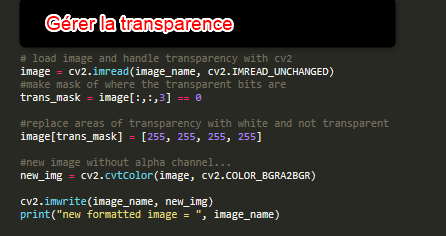 Gérer la transparence
# load image and handle transparency with cv2
image = cv2.imread(image_name, cv2.IMREAD_UNCHANGED)
#make mask of where the transparent bits are
trans_mask = image[:,:,3] == 0
#replace areas of transparency with white and not transparent
image[trans_mask] = [255, 255, 255, 255]
#new image without alpha channel...
new_img = cv2.cvtColor(image, cv2.COLOR_BGRA2BGR)
cv2.imwrite(image_name, new_img)
print("new formatted image = ", image_name)